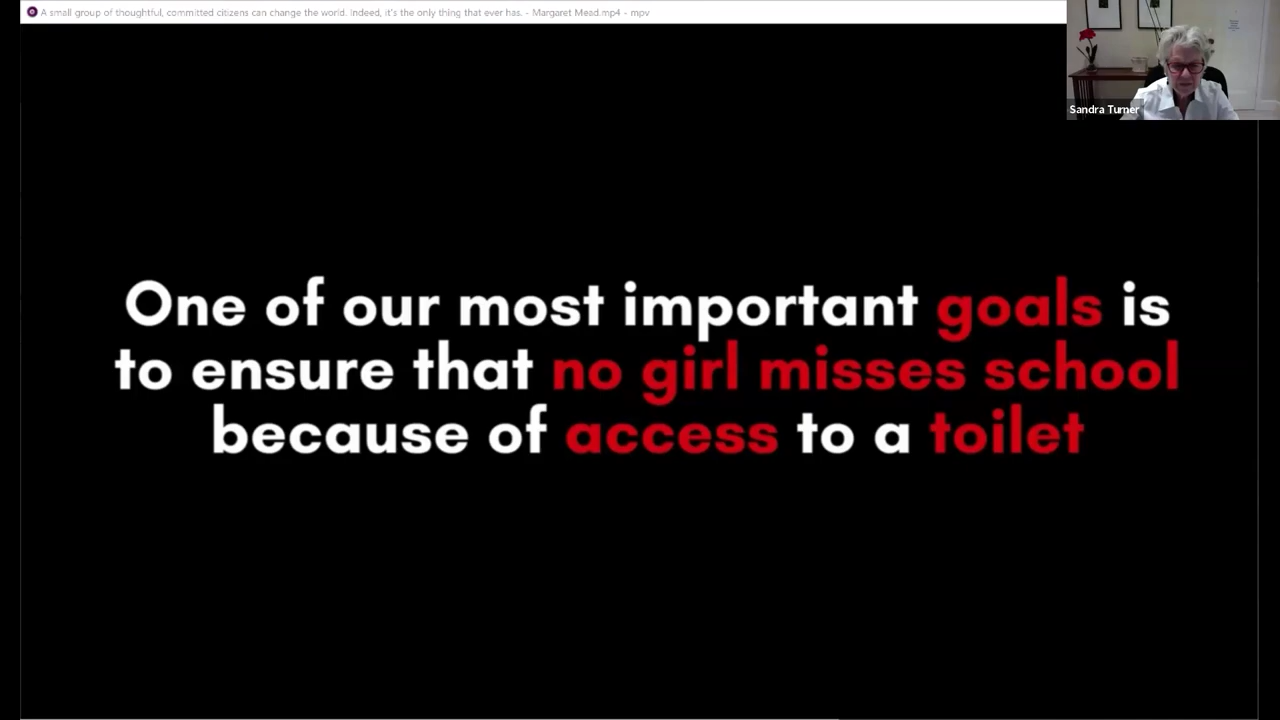 A small group of thoughtful, committed citizens can change the world. Indeed, it's the only thing that ever has. - Margaret Mead.mp4 - mpv
Sandra Turner
One of our most important goals is
to ensure that no girl misses school
because of access to a toilet